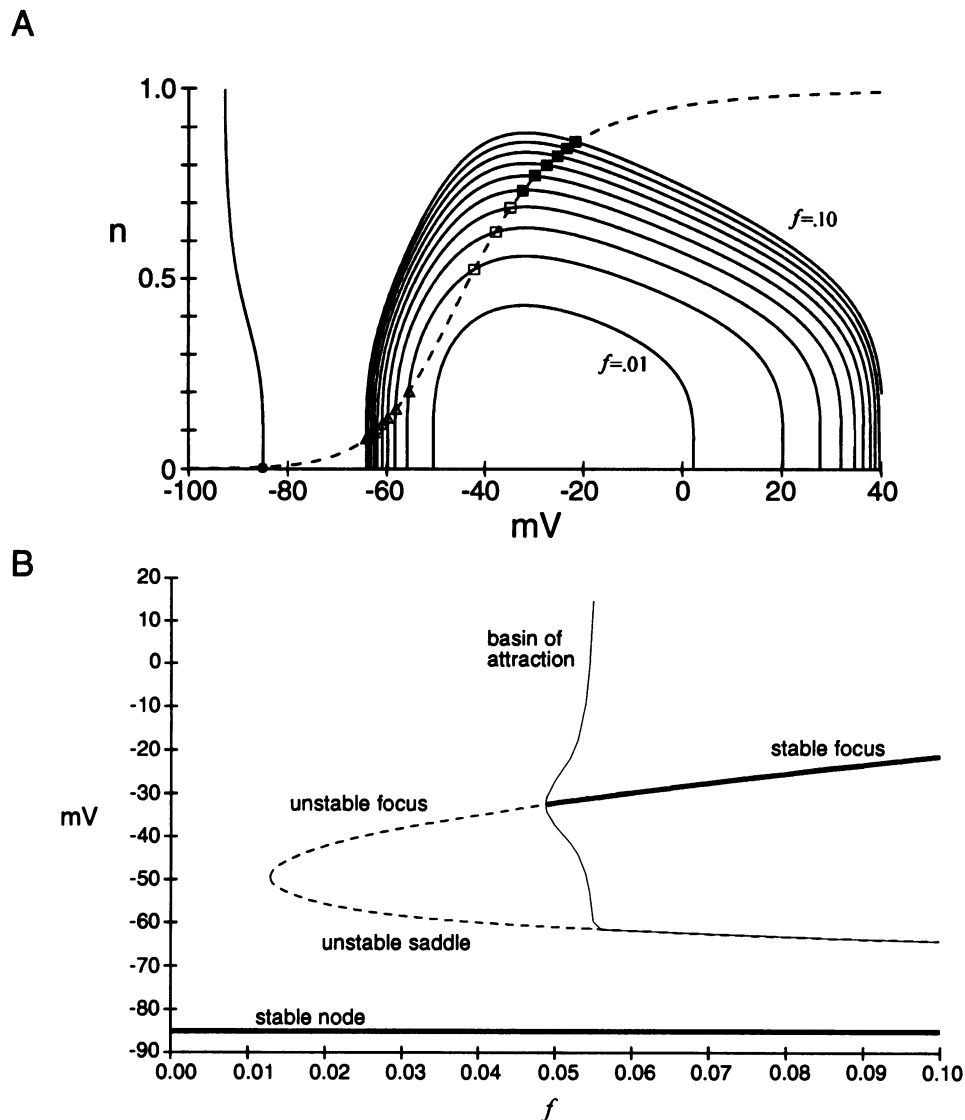 A
1.0
n
0.5
0
f=.10
f=.01
-100 -80 -60 -40 -20 0 20 40
mV
B
20
10
0
-10
-20
-30
-40
-50
-60
-70
-80
-90
mV
basin of
attraction
stable focus
unstable focus
unstable saddle
stable node
0.00 0.01 0.02 0.03 0.04 0.05 0.06 0.07 0.08 0.09 0.10
f